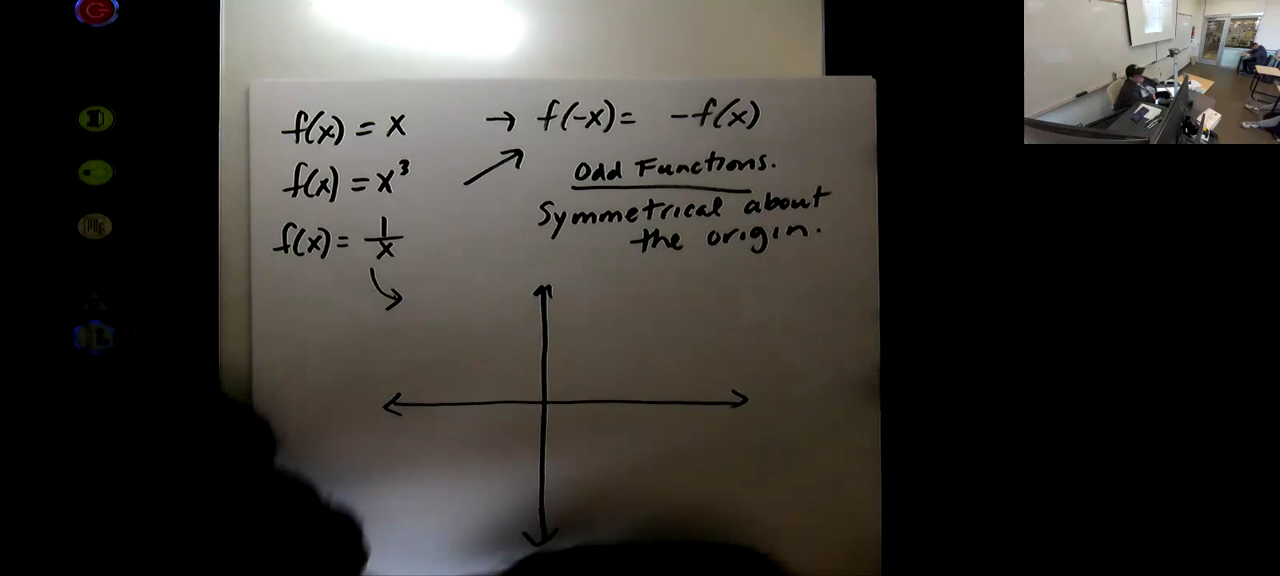 f(x) = x → f(-x) = -f(x)
f(x) = x³
Odd Functions.
Symmetrical about
the origin.
f(x) = 1/x